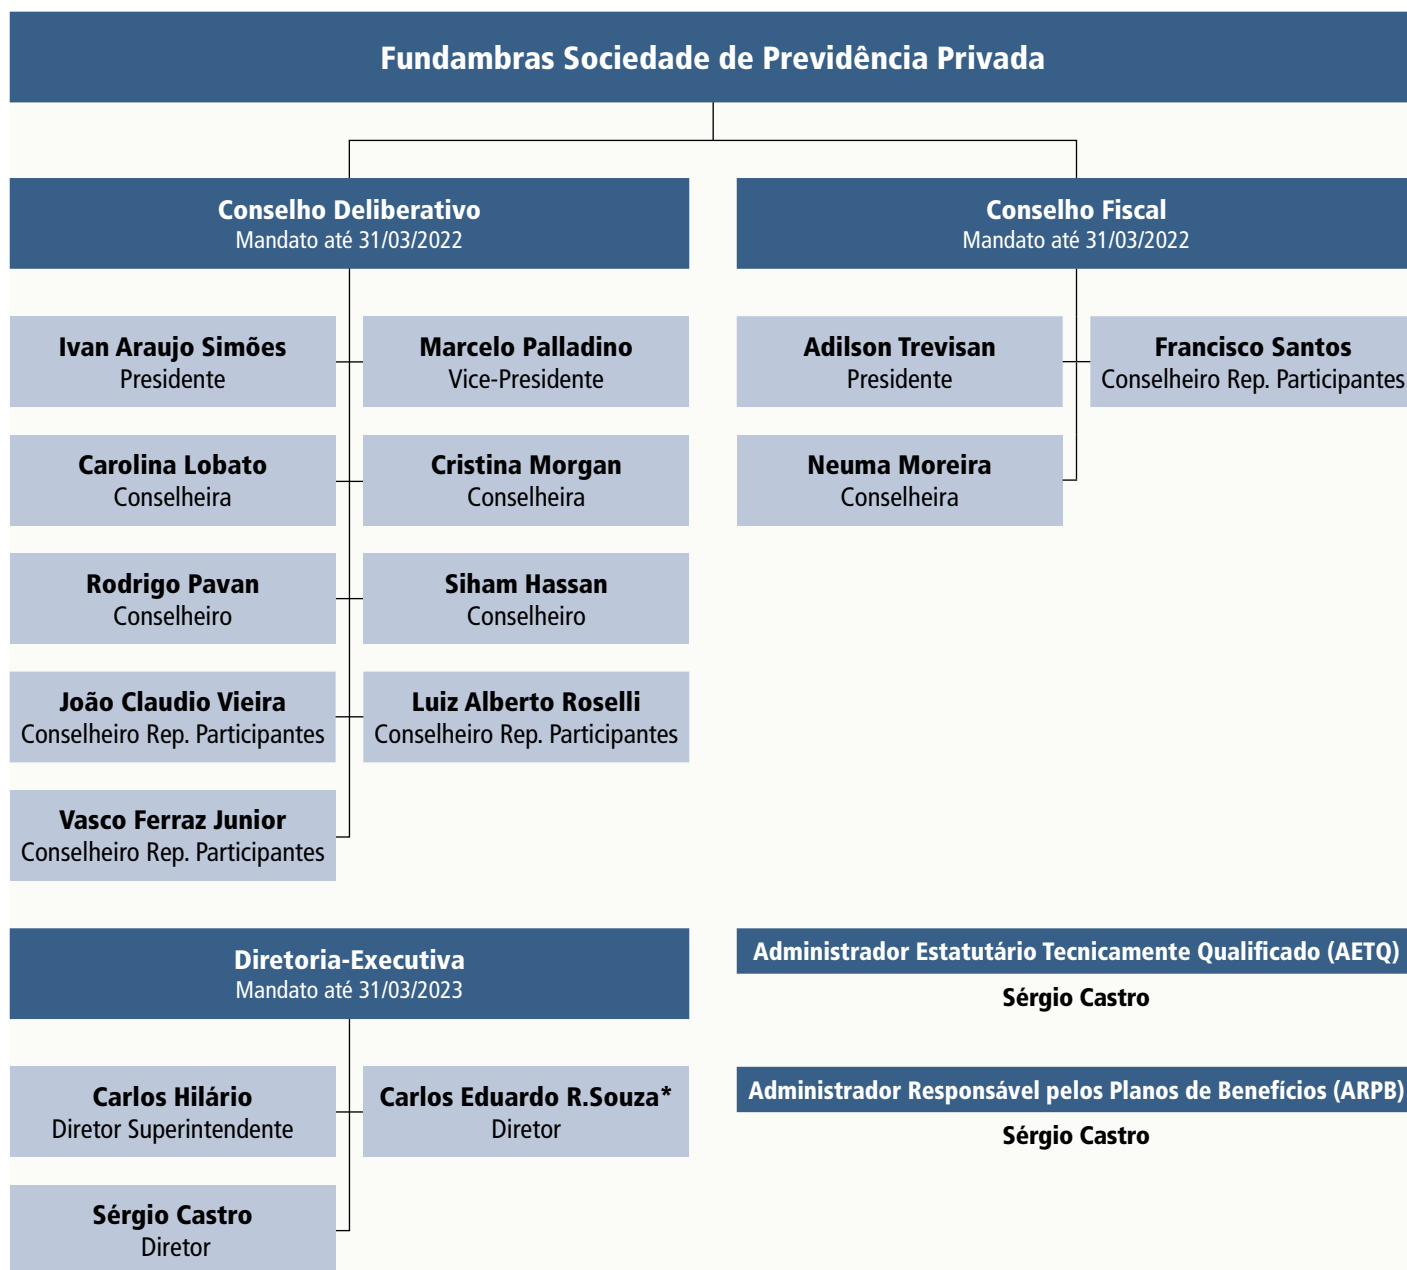 Fundambras Sociedade de Previdência Privada
Conselho Deliberativo
Mandato até 31/03/2022
Ivan Araujo Simões
Presidente
Marcelo Palladino
Vice-Presidente
Carolina Lobato
Conselheira
Cristina Morgan
Conselheira
Rodrigo Pavan
Conselheiro
Siham Hassan
Conselheiro
João Claudio Vieira
Conselheiro Rep. Participantes
Luiz Alberto Roselli
Conselheiro Rep. Participantes
Vasco Ferraz Junior
Conselheiro Rep. Participantes
Conselho Fiscal
Mandato até 31/03/2022
Adilson Trevisan
Presidente
Francisco Santos
Conselheiro Rep. Participantes
Neuma Moreira
Conselheira
Diretoria-Executiva
Mandato até 31/03/2023
Carlos Hilário
Diretor Superintendente
Carlos Eduardo R.Souza*
Diretor
Sérgio Castro
Diretor
Administrador Estatutário Tecnicamente Qualificado (AETQ)
Sérgio Castro
Administrador Responsável pelos Planos de Benefícios (ARPB)
Sérgio Castro